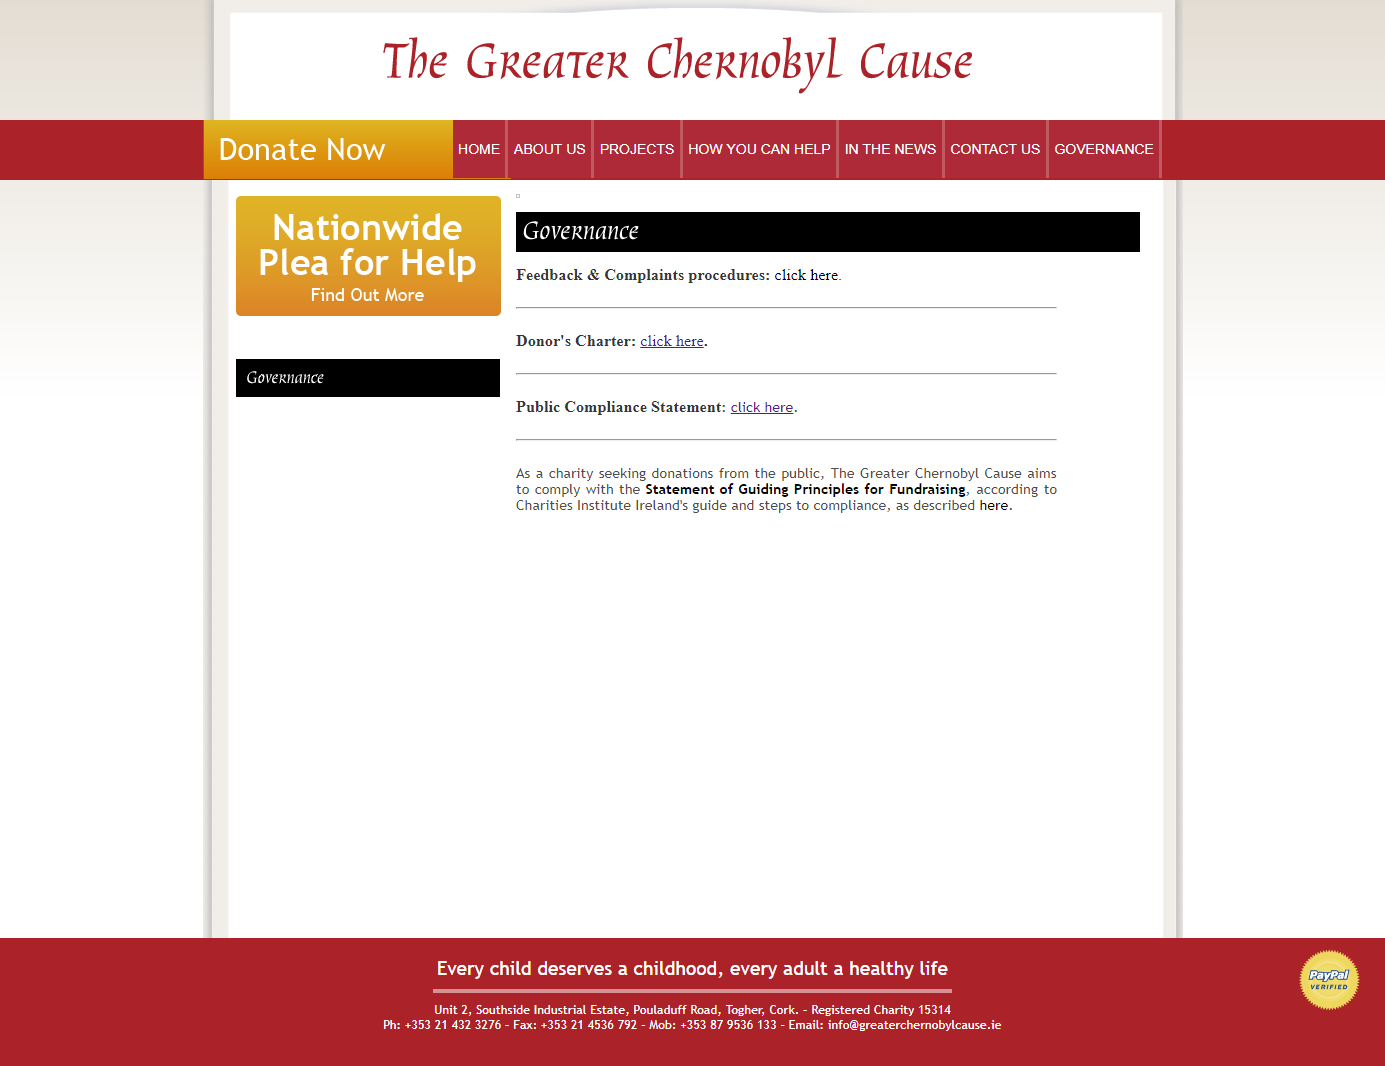 The Greater Chernobyl Cause
Donate Now
HOME
ABOUT US
PROJECTS
HOW YOU CAN HELP
IN THE NEWS
CONTACT US
GOVERNANCE
Nationwide
Plea for Help
Find Out More
Governance
Governance
Feedback & Complaints procedures: click here.
Donor's Charter: click here.
Public Compliance Statement: click here.
As a charity seeking donations from the public, The Greater Chernobyl Cause aims
to comply with the Statement of Guiding Principles for Fundraising, according to
Charities Institute Ireland's guide and steps to compliance, as described here.
Every child deserves a childhood, every adult a healthy life
Unit 2, Southside Industrial Estate, Pouladuff Road, Togher, Cork. - Registered Charity 15314
Ph: +353 21 432 3276 - Fax: +353 21 4536 792 - Mob: +353 87 9536 133 - Email: info@greaterchernobylcause.ie
PayPal
VERIFIED